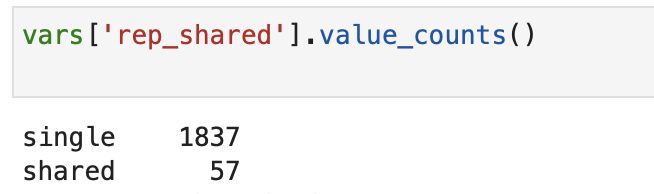 vars['rep_shared'].value_counts()
single    1837
shared      57